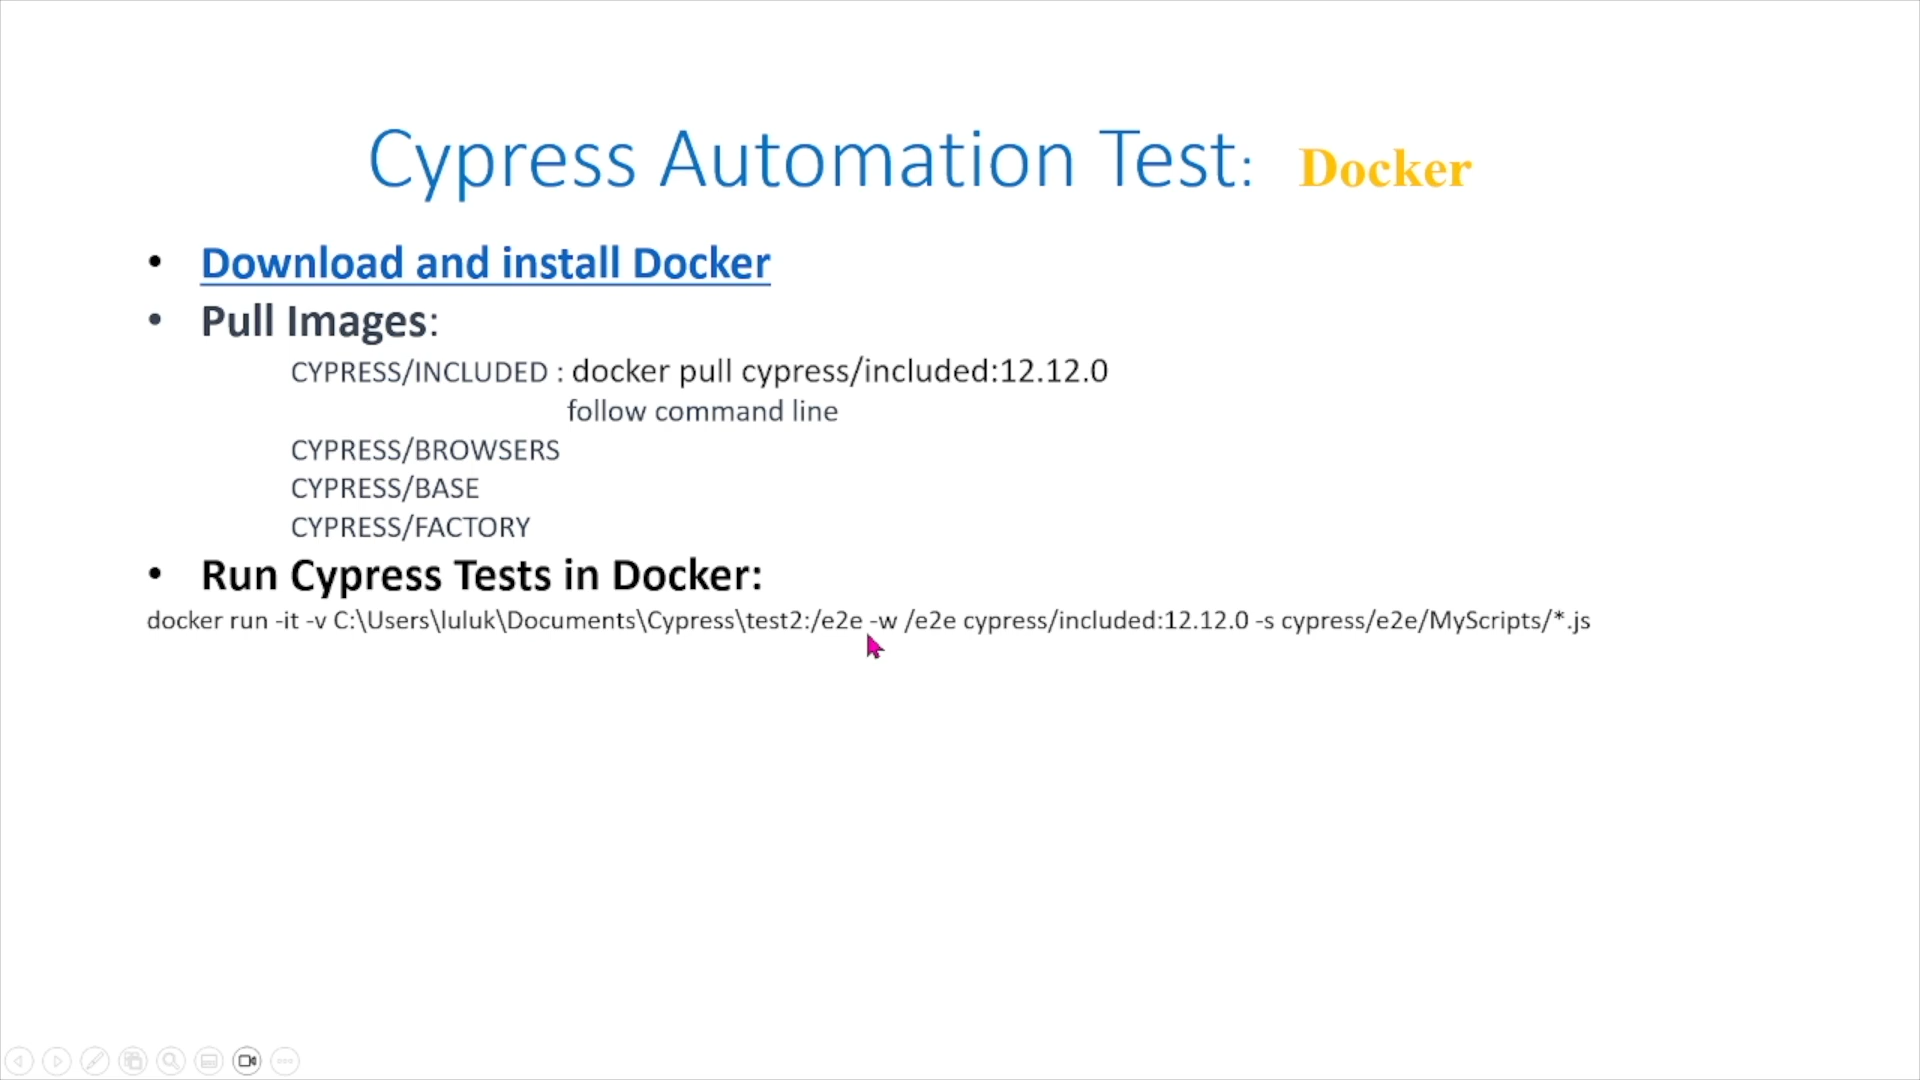 Cypress Automation Test: Docker
• Download and install Docker
• Pull Images:
CYPRESS/INCLUDED : docker pull cypress/included:12.12.0
follow command line
CYPRESS/BROWSERS
CYPRESS/BASE
CYPRESS/FACTORY
• Run Cypress Tests in Docker:
docker run -it -v C:\Users\luluk\Documents\Cypress\test2:/e2e -w /e2e cypress/included:12.12.0 -s cypress/e2e/MyScripts/*.js